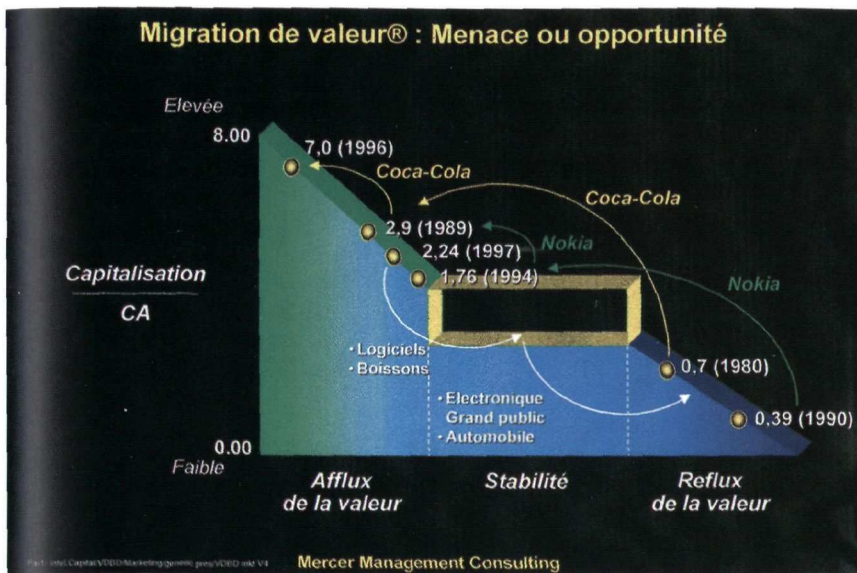 Migration de valeur® : Menace ou opportunité
Elevée
8.00
7,0 (1996)
Coca-Cola
Coca-Cola
2,9 (1989)
2,24 (1997)
Nokia
1,76 (1994)
Nokia
Capitalisation
CA
• Logiciels
• Boissons
0,7 (1980)
• Electronique
Grand public
• Automobile
0,39 (1990)
0.00
Faible
Afflux
de la valeur
Stabilité
Reflux
de la valeur
Mercer Management Consulting